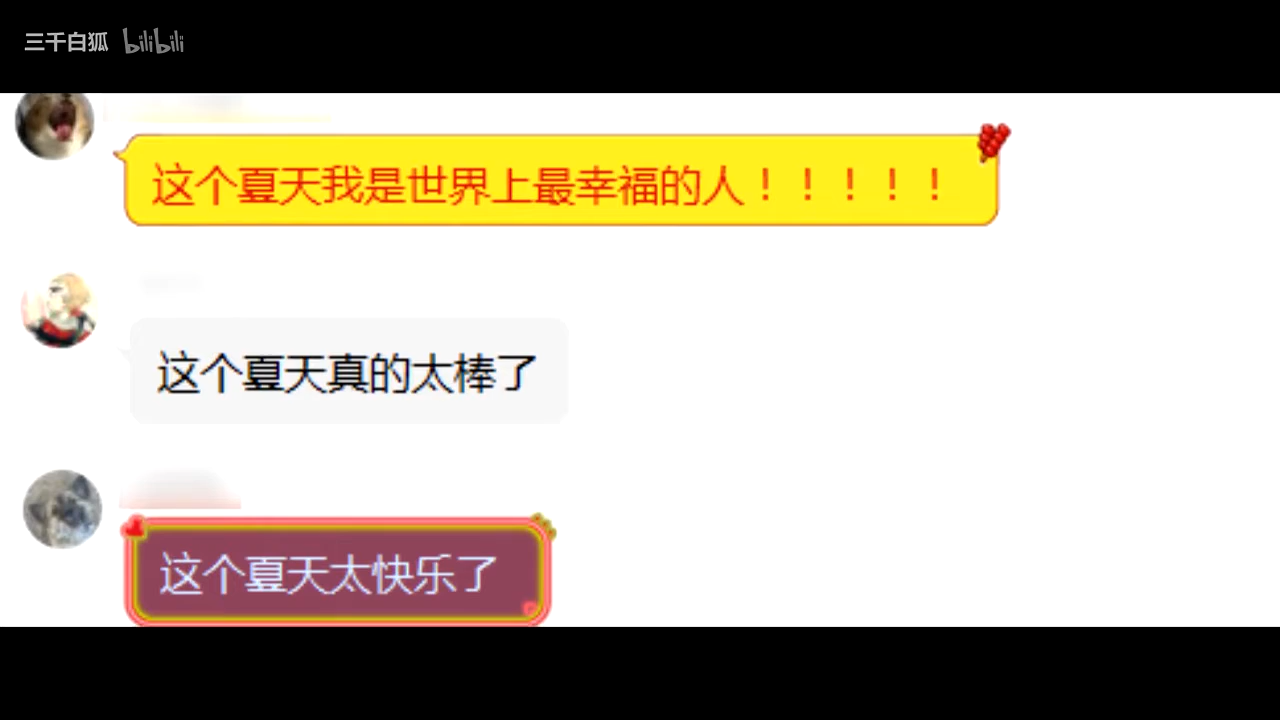 三千白狐 bilibili
这个夏天我是世界上最幸福的人！！！！！
这个夏天真的太棒了
这个夏天太快乐了